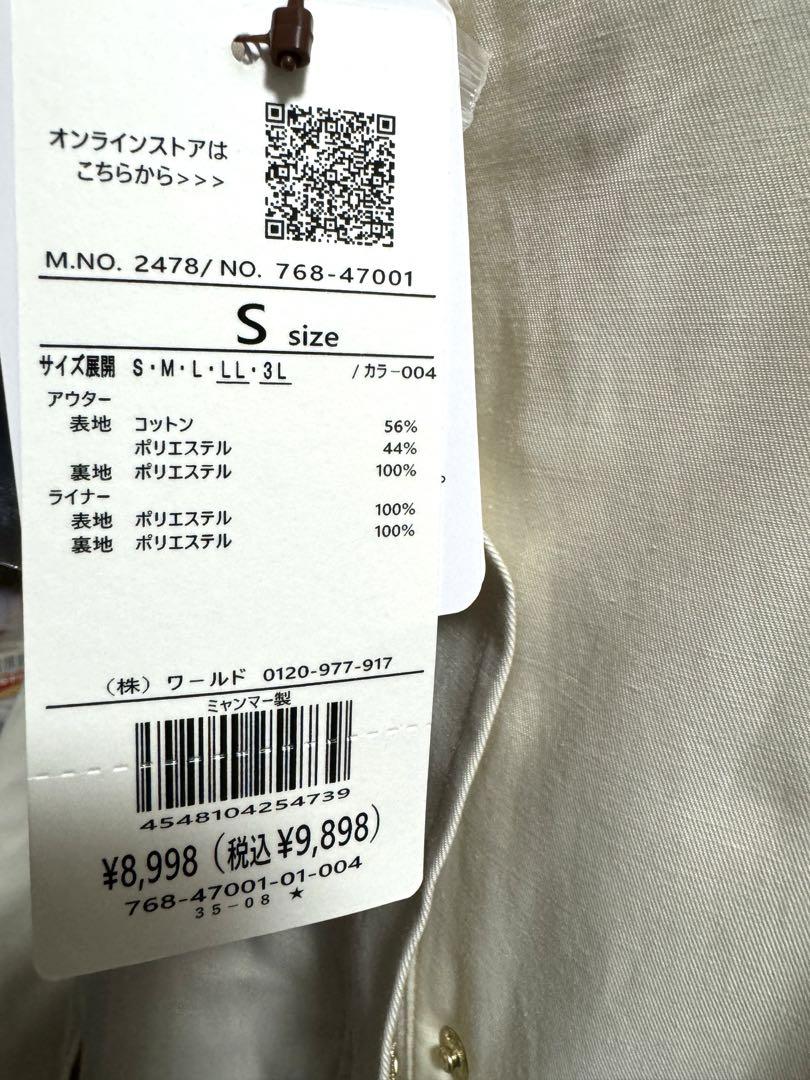 オンラインストアは
こちらから>>>
M.NO. 2478/ NO. 768-47001
S size
サイズ展開 S・M・L・LL・3L /カラー004
アウター
表地 コットン 56%
ポリエステル 44%
裏地 ポリエステル 100%
ライナー
表地 ポリエステル 100%
裏地 ポリエステル 100%
（株）ワールド 0120-977-917
ミャンマー製
4548104254739
¥8,998（税込¥9,898）
768-47001-01-004
35-08 ★